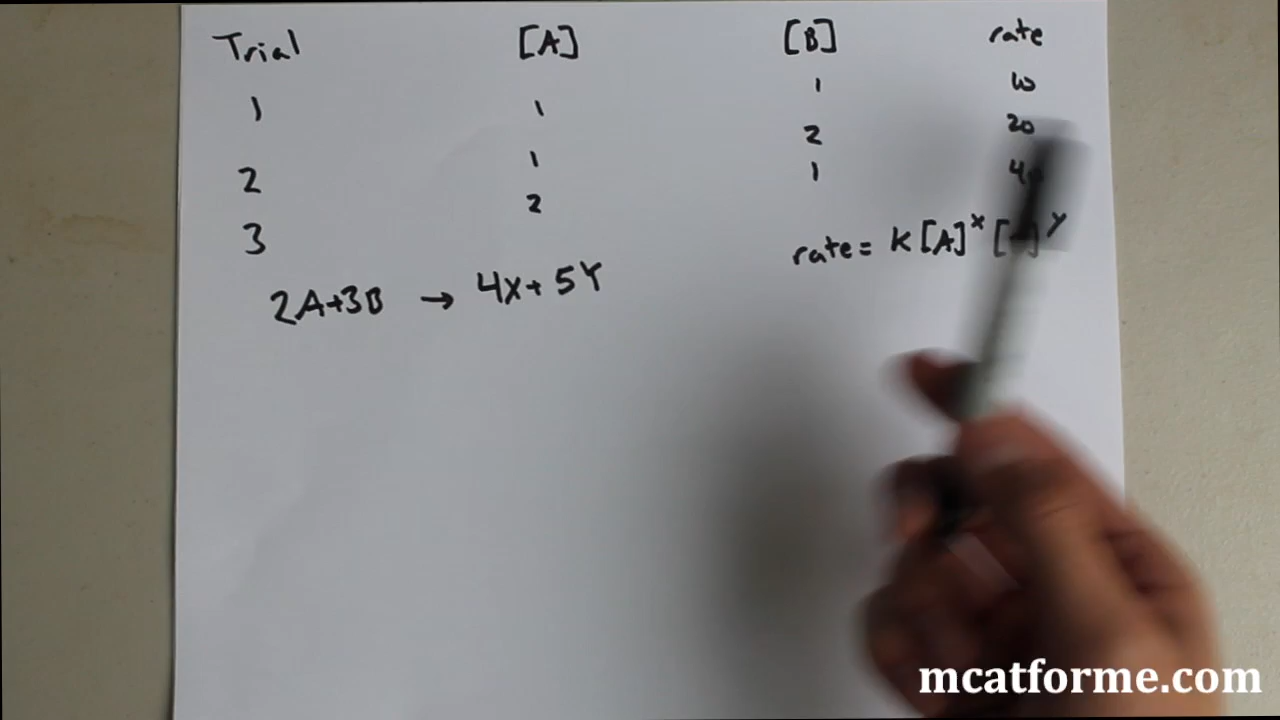 Trial [A] [B] rate
1 1 1 10
2 1 2 20
3 2 1
rate = K[A]^x [ ]^y
2A+3B → 4X+5Y
mcatforme.com